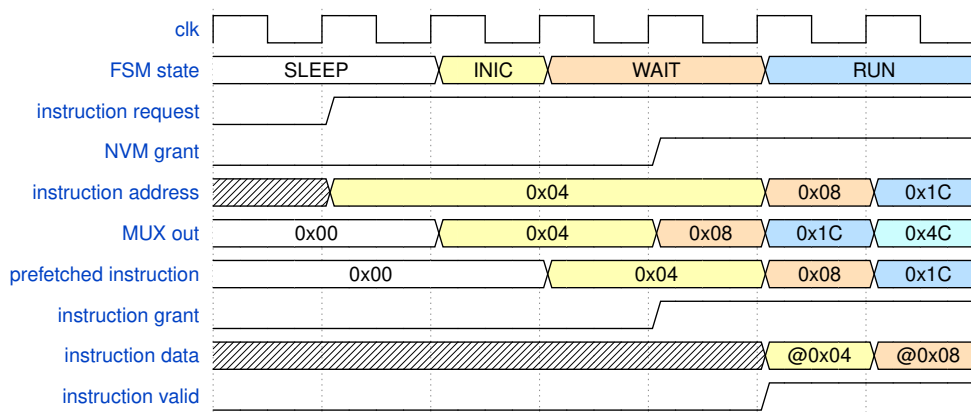 clk
FSM state SLEEP INIC WAIT RUN
instruction request
NVM grant
instruction address 0x04 0x08 0x1C
MUX out 0x00 0x04 0x08 0x1C 0x4C
prefetched instruction 0x00 0x04 0x08 0x1C
instruction grant
instruction data @0x04 @0x08
instruction valid